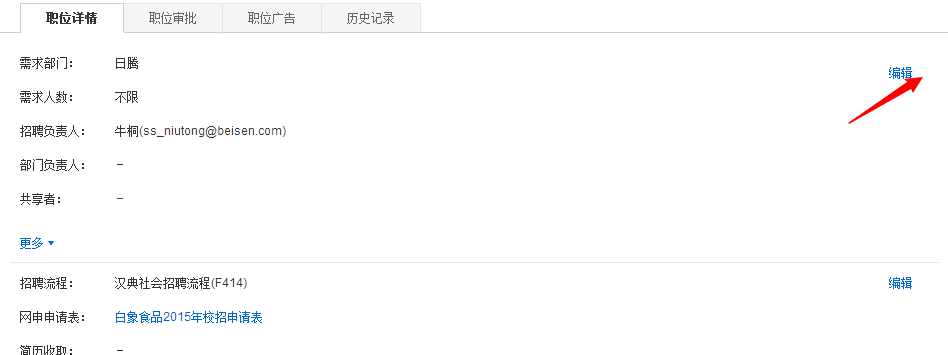 职位详情 职位审批 职位广告 历史记录
需求部门： 日腾 编辑
需求人数： 不限
招聘负责人： 牛桐(ss_niutong@beisen.com)
部门负责人： －
共享者： －
更多
招聘流程： 汉典社会招聘流程(F414) 编辑
网申申请表： 白象食品2015年校招申请表
简历收取： －